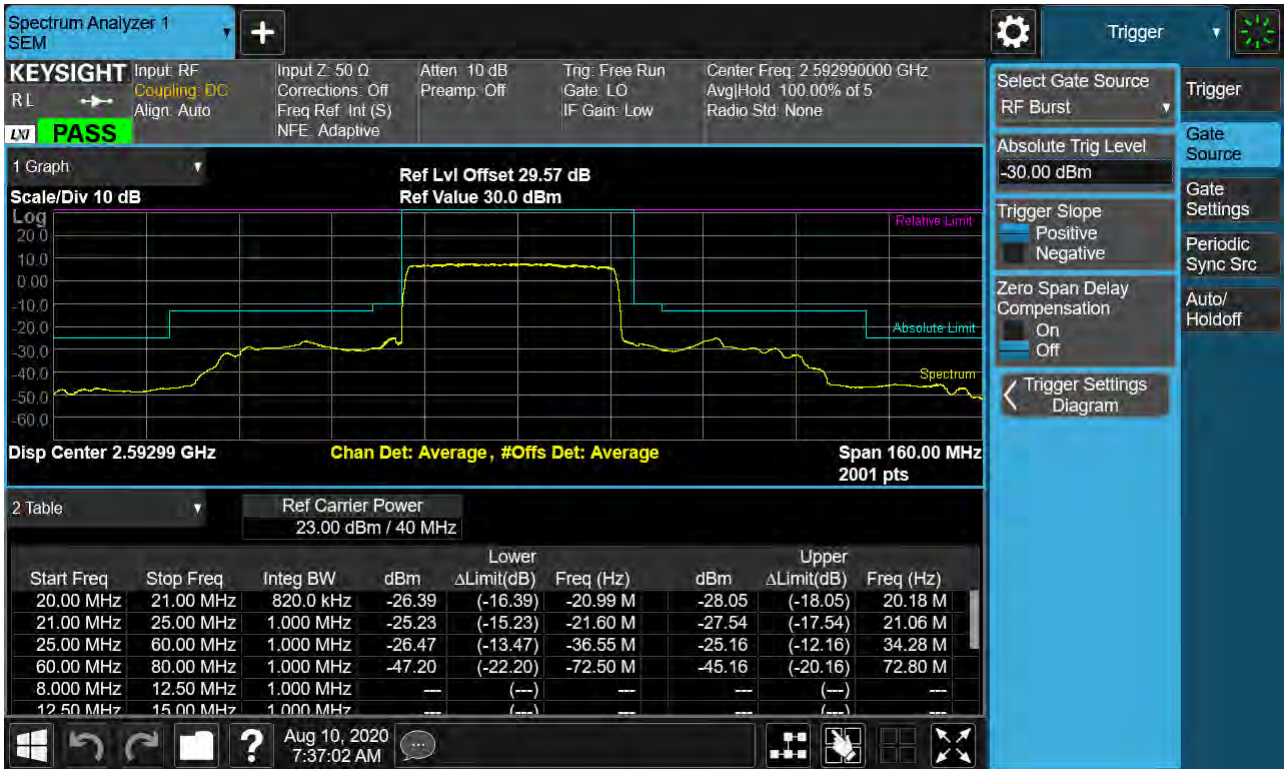 Spectrum Analyzer 1
SEM
+
Trigger
KEYSIGHT
R L
LXI PASS
Input: RF
Coupling: DC
Align: Auto
Input Z: 50 Ω
Corrections: Off
Freq Ref: Int (S)
NFE: Adaptive
Atten: 10 dB
Preamp: Off
Trig: Free Run
Gate: LO
IF Gain: Low
Center Freq: 2.592990000 GHz
Avg|Hold: 100.00% of 5
Radio Std: None
1 Graph
Scale/Div 10 dB
Ref Lvl Offset 29.57 dB
Ref Value 30.0 dBm
Log
20.0
10.0
0.00
-10.0
-20.0
-30.0
-40.0
-50.0
-60.0
Relative Limit
Absolute Limit
Spectrum
Disp Center 2.59299 GHz
Chan Det: Average, #Offs Det: Average
Span 160.00 MHz
2001 pts
2 Table
Ref Carrier Power
23.00 dBm / 40 MHz
Lower Upper
Start Freq Stop Freq Integ BW dBm ΔLimit(dB) Freq (Hz) dBm ΔLimit(dB) Freq (Hz)
20.00 MHz 21.00 MHz 820.0 kHz -26.39 (-16.39) -20.99 M -28.05 (-18.05) 20.18 M
21.00 MHz 25.00 MHz 1.000 MHz -25.23 (-15.23) -21.60 M -27.54 (-17.54) 21.06 M
25.00 MHz 60.00 MHz 1.000 MHz -26.47 (-13.47) -36.55 M -25.16 (-12.16) 34.28 M
60.00 MHz 80.00 MHz 1.000 MHz -47.20 (-22.20) -72.50 M -45.16 (-20.16) 72.80 M
8.000 MHz 12.50 MHz 1.000 MHz --- (---) --- --- (---) ---
12.50 MHz 15.00 MHz 1.000 MHz --- (---) --- --- (---) ---
?
Aug 10, 2020
7:37:02 AM
Select Gate Source
RF Burst
Absolute Trig Level
-30.00 dBm
Trigger Slope
Positive
Negative
Zero Span Delay
Compensation
On
Off
Trigger Settings
Diagram
Trigger
Gate
Source
Gate
Settings
Periodic
Sync Src
Auto/
Holdoff